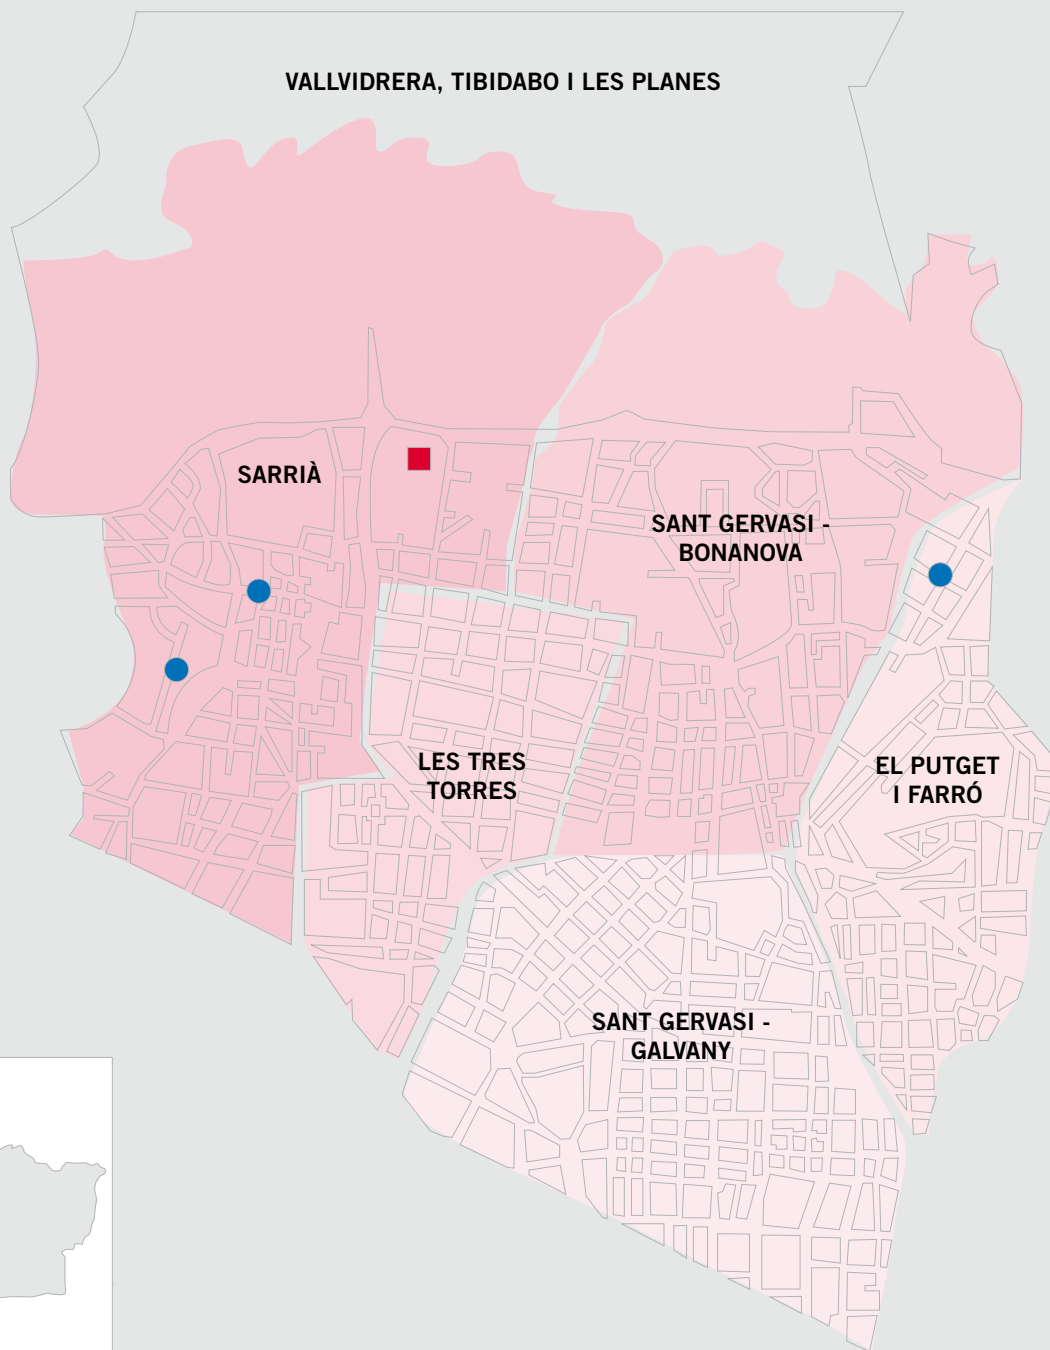 VALLVIDRERA, TIBIDABO I LES PLANES
SARRIÀ
SANT GERVASI -
BONANOVA
LES TRES
TORRES
EL PUTGET
I FARRÓ
SANT GERVASI -
GALVANY